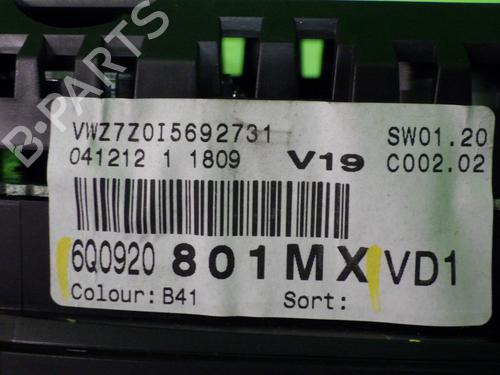 VWZ7Z0I5692731 SW01.20
041212 1 1809 V19 C002.02
6Q0920 801MX VD1
Colour: B41 Sort:
B-PARTS